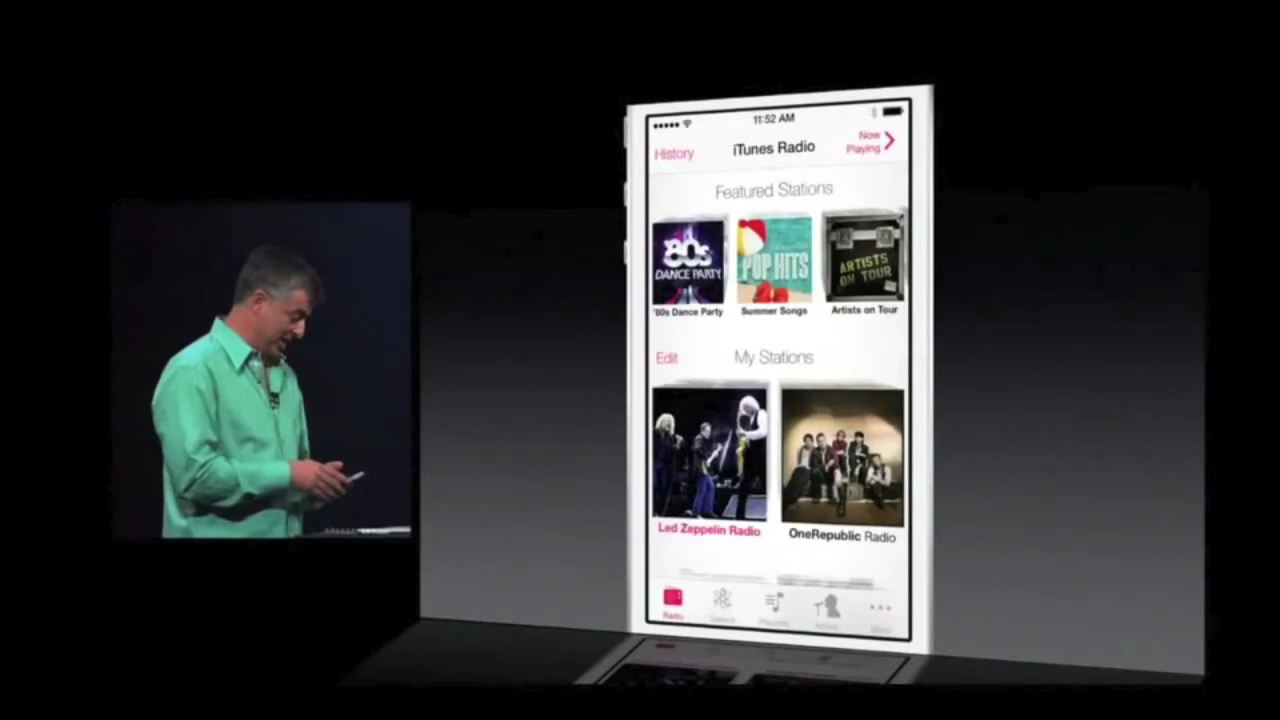 11:52 AM
History
iTunes Radio
Now
Playing
Featured Stations
'80s
DANCE PARTY
POP HITS
ARTISTS
ON TOUR
'80s Dance Party
Summer Songs
Artists on Tour
Edit
My Stations
Led Zeppelin Radio
OneRepublic Radio
Radio